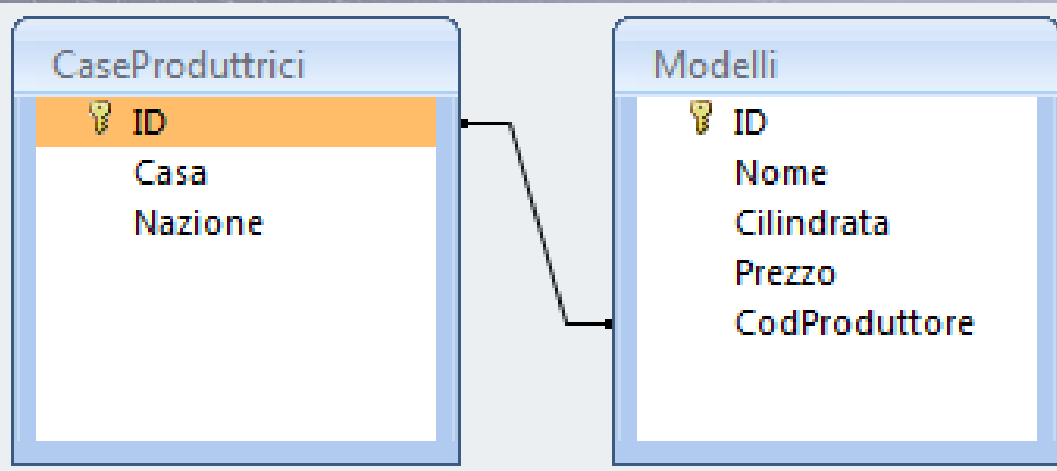 CaseProduttrici
ID
Casa
Nazione
Modelli
ID
Nome
Cilindrata
Prezzo
CodProduttore